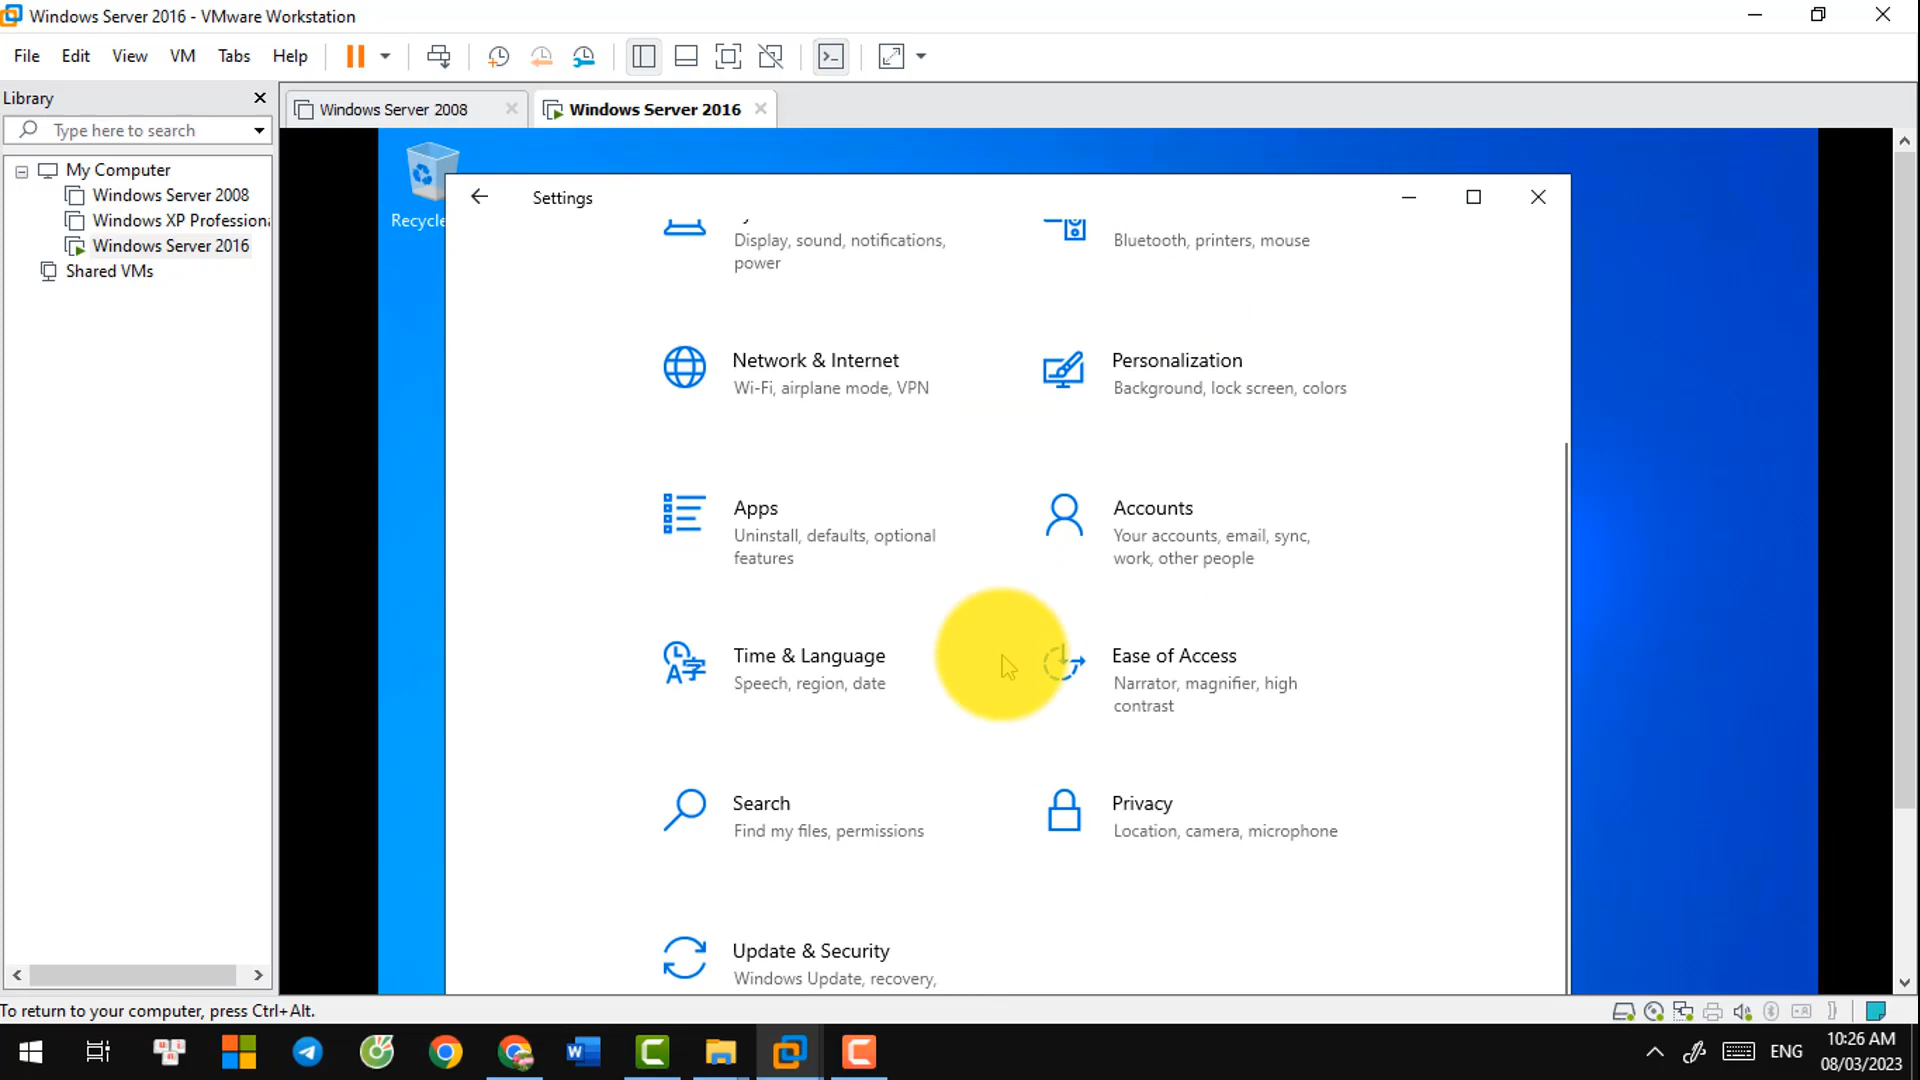 Windows Server 2016 - VMware Workstation
File Edit View VM Tabs Help
Library
Type here to search
My Computer
Windows Server 2008
Windows XP Professiona
Windows Server 2016
Shared VMs
Windows Server 2008
Windows Server 2016
Recycle
Settings
Display, sound, notifications,
power
Bluetooth, printers, mouse
Network & Internet
Wi-Fi, airplane mode, VPN
Personalization
Background, lock screen, colors
Apps
Uninstall, defaults, optional
features
Accounts
Your accounts, email, sync,
work, other people
Time & Language
Speech, region, date
Ease of Access
Narrator, magnifier, high
contrast
Search
Find my files, permissions
Privacy
Location, camera, microphone
Update & Security
Windows Update, recovery,
To return to your computer, press Ctrl+Alt.
ENG
10:26 AM
08/03/2023